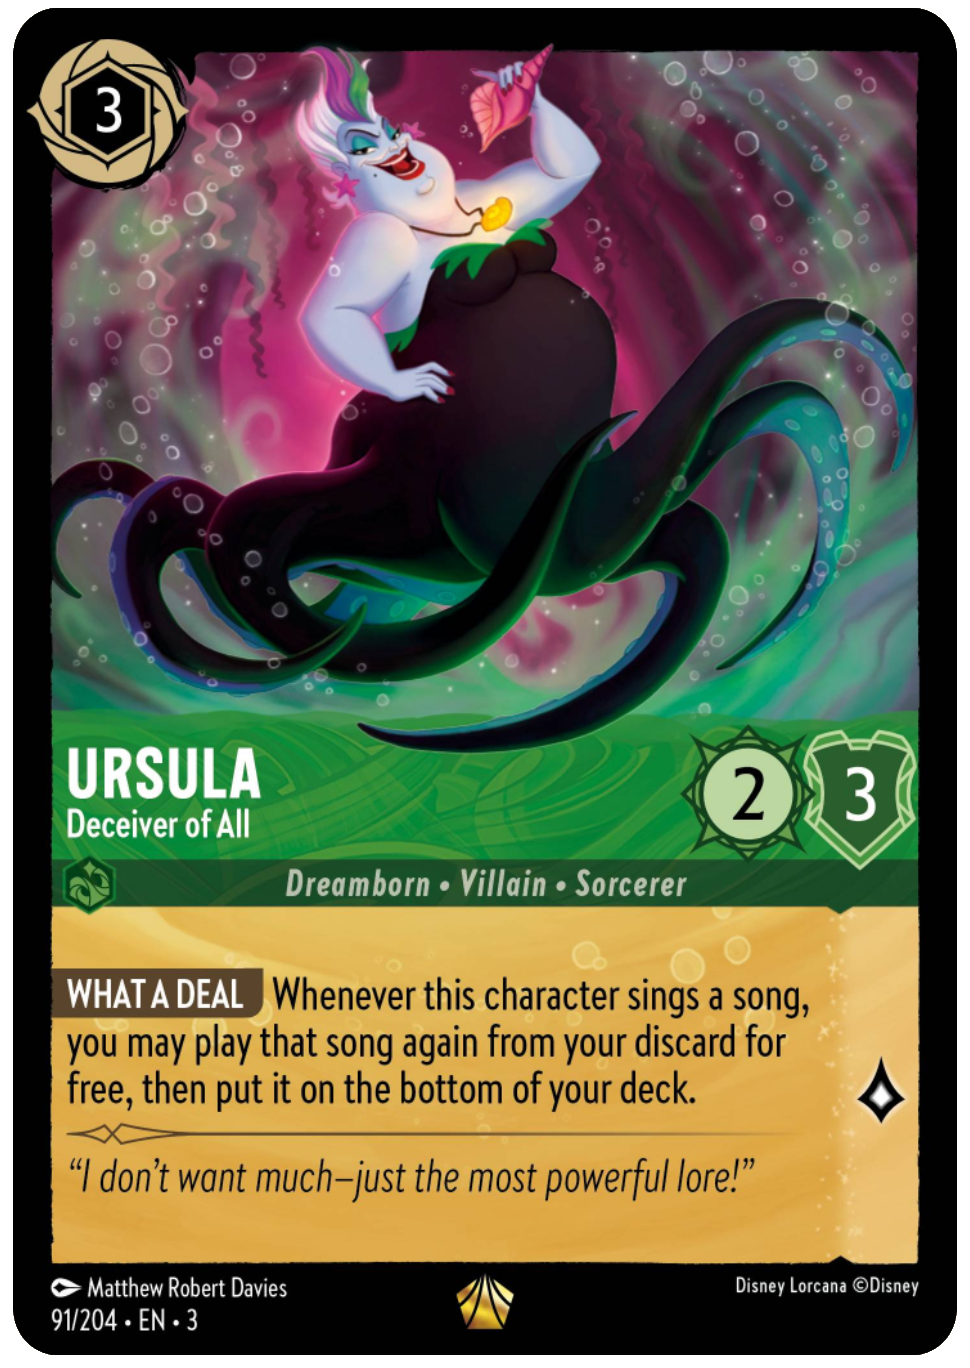 3
URSULA
Deceiver of All
2
3
Dreamborn • Villain • Sorcerer
WHAT A DEAL Whenever this character sings a song,
you may play that song again from your discard for
free, then put it on the bottom of your deck.
“I don’t want much–just the most powerful lore!”
Matthew Robert Davies
Disney Lorcana ©Disney
91/204 • EN • 3